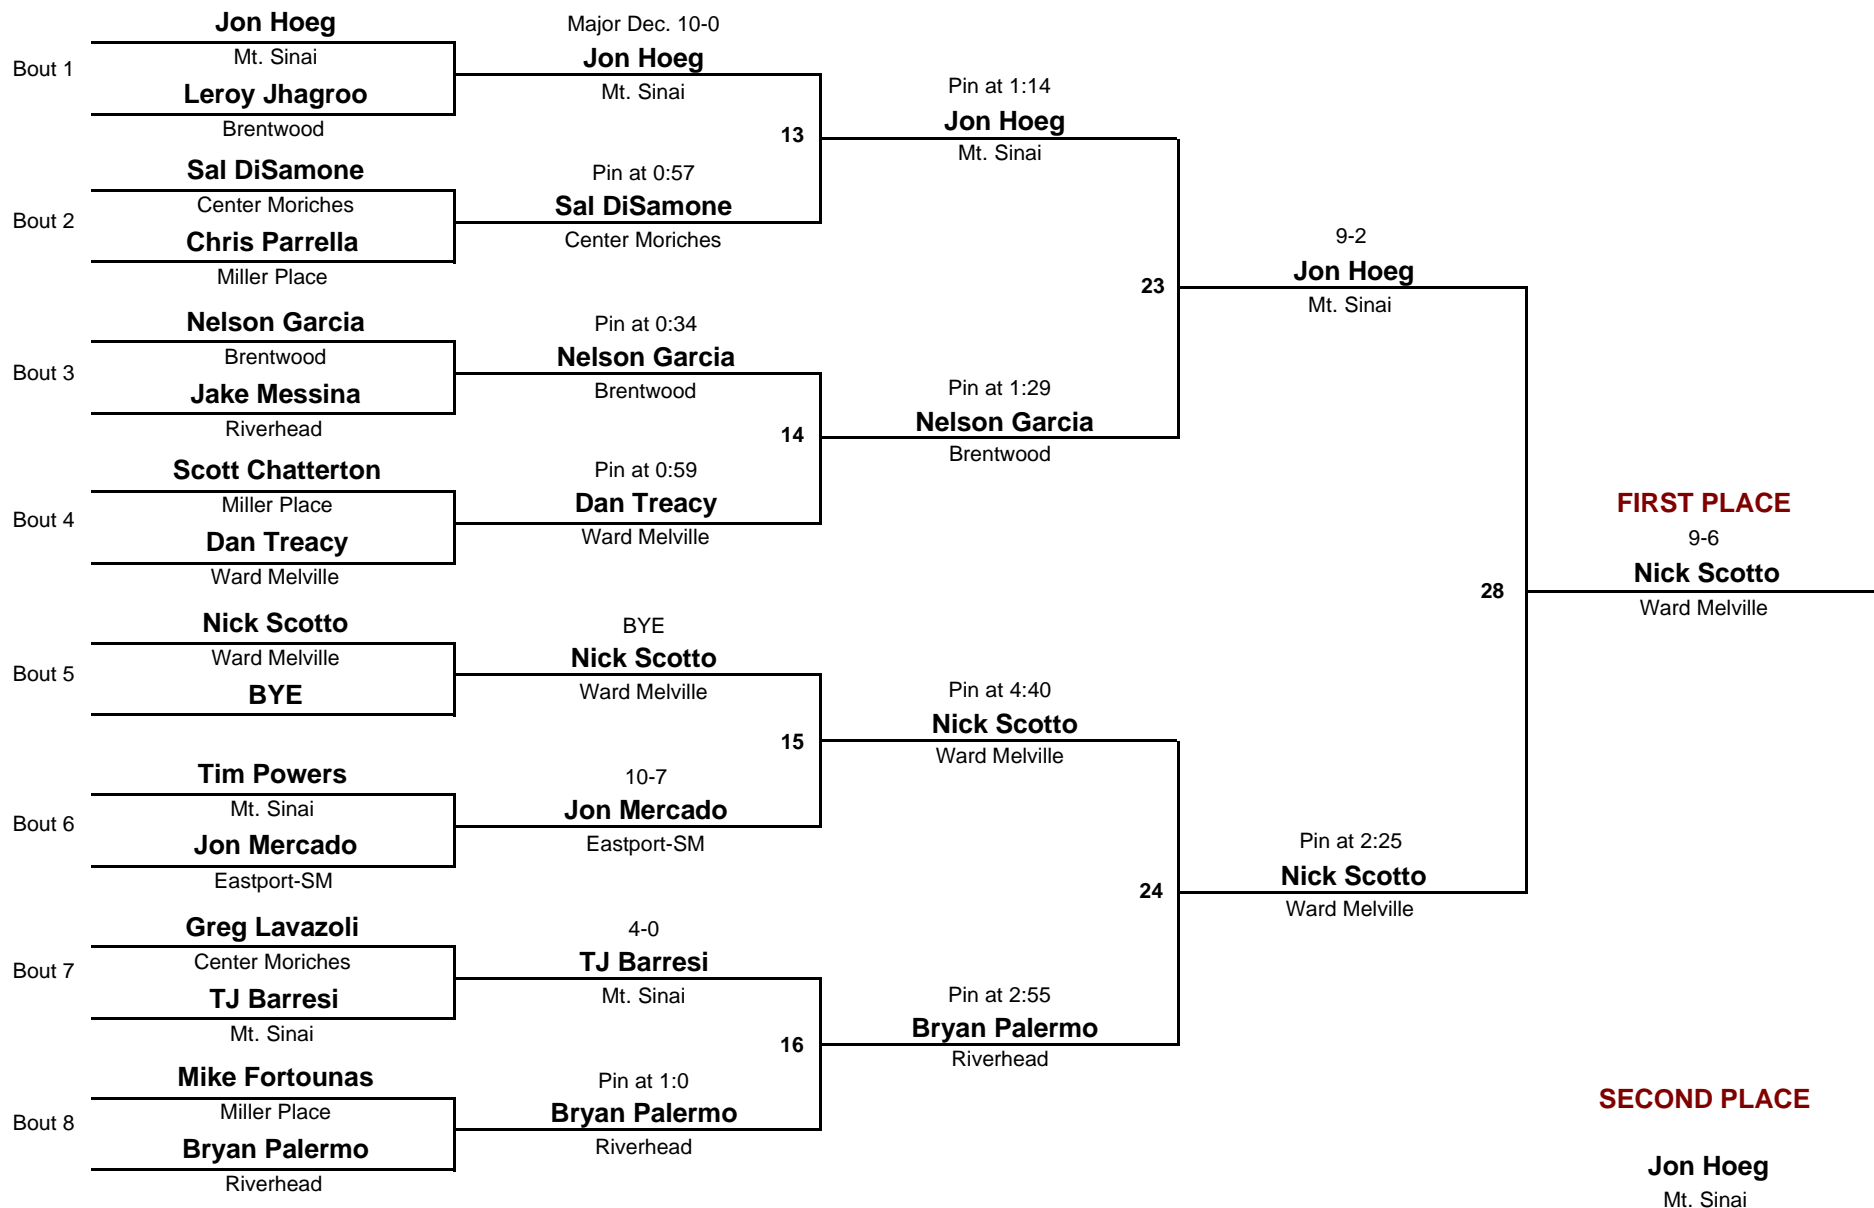 Jon Hoeg
Bout 1
Mt. Sinai
Leroy Jhagroo
Brentwood
Sal DiSamone
Bout 2
Center Moriches
Chris Parrella
Miller Place
Nelson Garcia
Bout 3
Brentwood
Jake Messina
Riverhead
Scott Chatterton
Bout 4
Miller Place
Dan Treacy
Ward Melville
Nick Scotto
Bout 5
Ward Melville
BYE
Tim Powers
Bout 6
Mt. Sinai
Jon Mercado
Eastport-SM
Greg Lavazoli
Bout 7
Center Moriches
TJ Barresi
Mt. Sinai
Mike Fortounas
Bout 8
Miller Place
Bryan Palermo
Riverhead
Major Dec. 10-0
Jon Hoeg
Mt. Sinai
13
Pin at 0:57
Sal DiSamone
Center Moriches
Pin at 0:34
Nelson Garcia
Brentwood
14
Pin at 0:59
Dan Treacy
Ward Melville
BYE
Nick Scotto
Ward Melville
15
10-7
Jon Mercado
Eastport-SM
4-0
TJ Barresi
Mt. Sinai
16
Pin at 1:0
Bryan Palermo
Riverhead
Pin at 1:14
Jon Hoeg
Mt. Sinai
23
Pin at 1:29
Nelson Garcia
Brentwood
Pin at 4:40
Nick Scotto
Ward Melville
24
Pin at 2:55
Bryan Palermo
Riverhead
9-2
Jon Hoeg
Mt. Sinai
28
Pin at 2:25
Nick Scotto
Ward Melville
FIRST PLACE
9-6
Nick Scotto
Ward Melville
SECOND PLACE
Jon Hoeg
Mt. Sinai